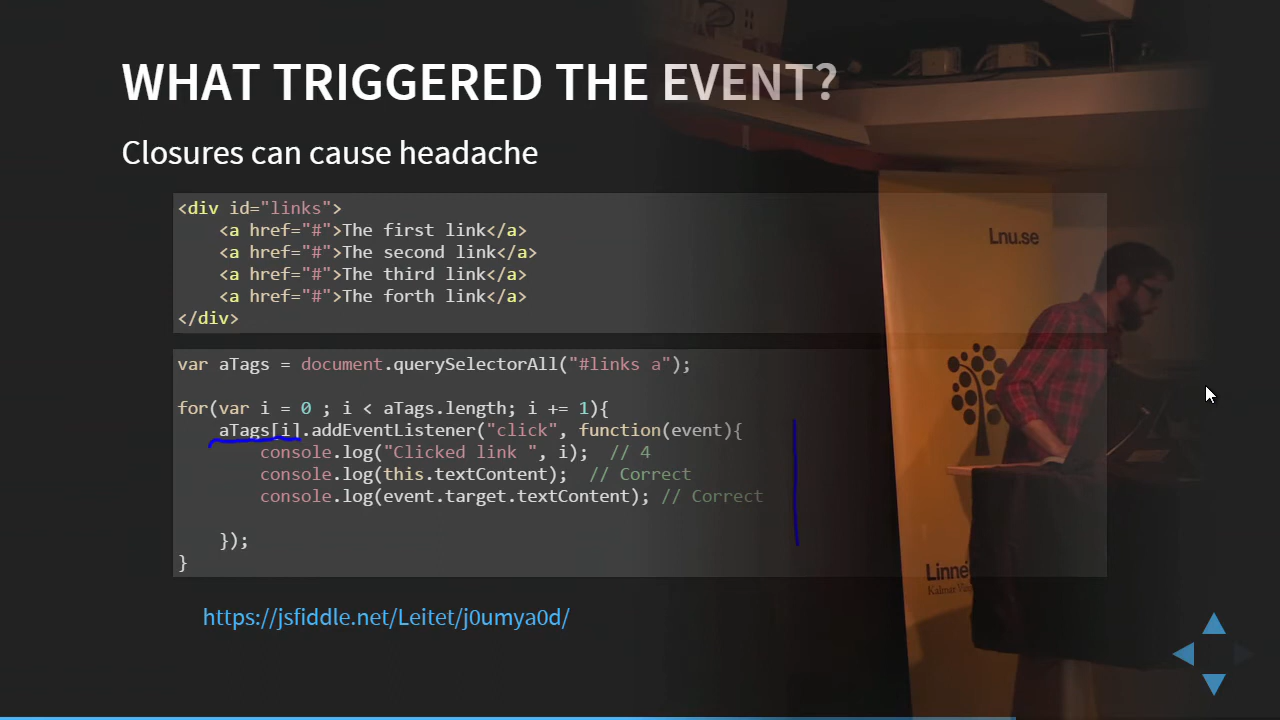 WHAT TRIGGERED THE EVENT?
Closures can cause headache
<div id="links">
    <a href="#">The first link</a>
    <a href="#">The second link</a>
    <a href="#">The third link</a>
    <a href="#">The forth link</a>
</div>
var aTags = document.querySelectorAll("#links a");
for(var i = 0 ; i < aTags.length; i += 1){
    aTags[i].addEventListener("click", function(event){
        console.log("Clicked link ", i);  // 4
        console.log(this.textContent);  // Correct
        console.log(event.target.textContent); // Correct
    });
}
https://jsfiddle.net/Leitet/j0umya0d/
Lnu.se